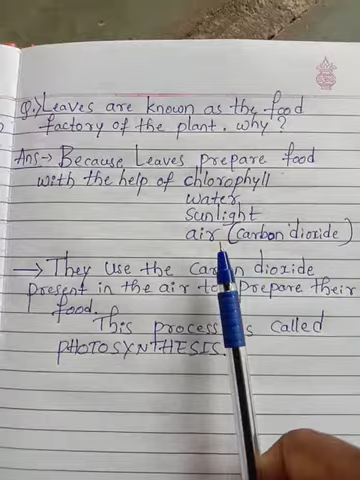 Q.> Leaves are known as the food
factory of the plant. why?
Ans→ Because Leaves prepare food
with the help of chlorophyll
water
sunlight
air (carbon dioxide)
→ They use the carbon dioxide
present in the air to prepare their
food.
This process is called
PHOTOSYNTHESIS.